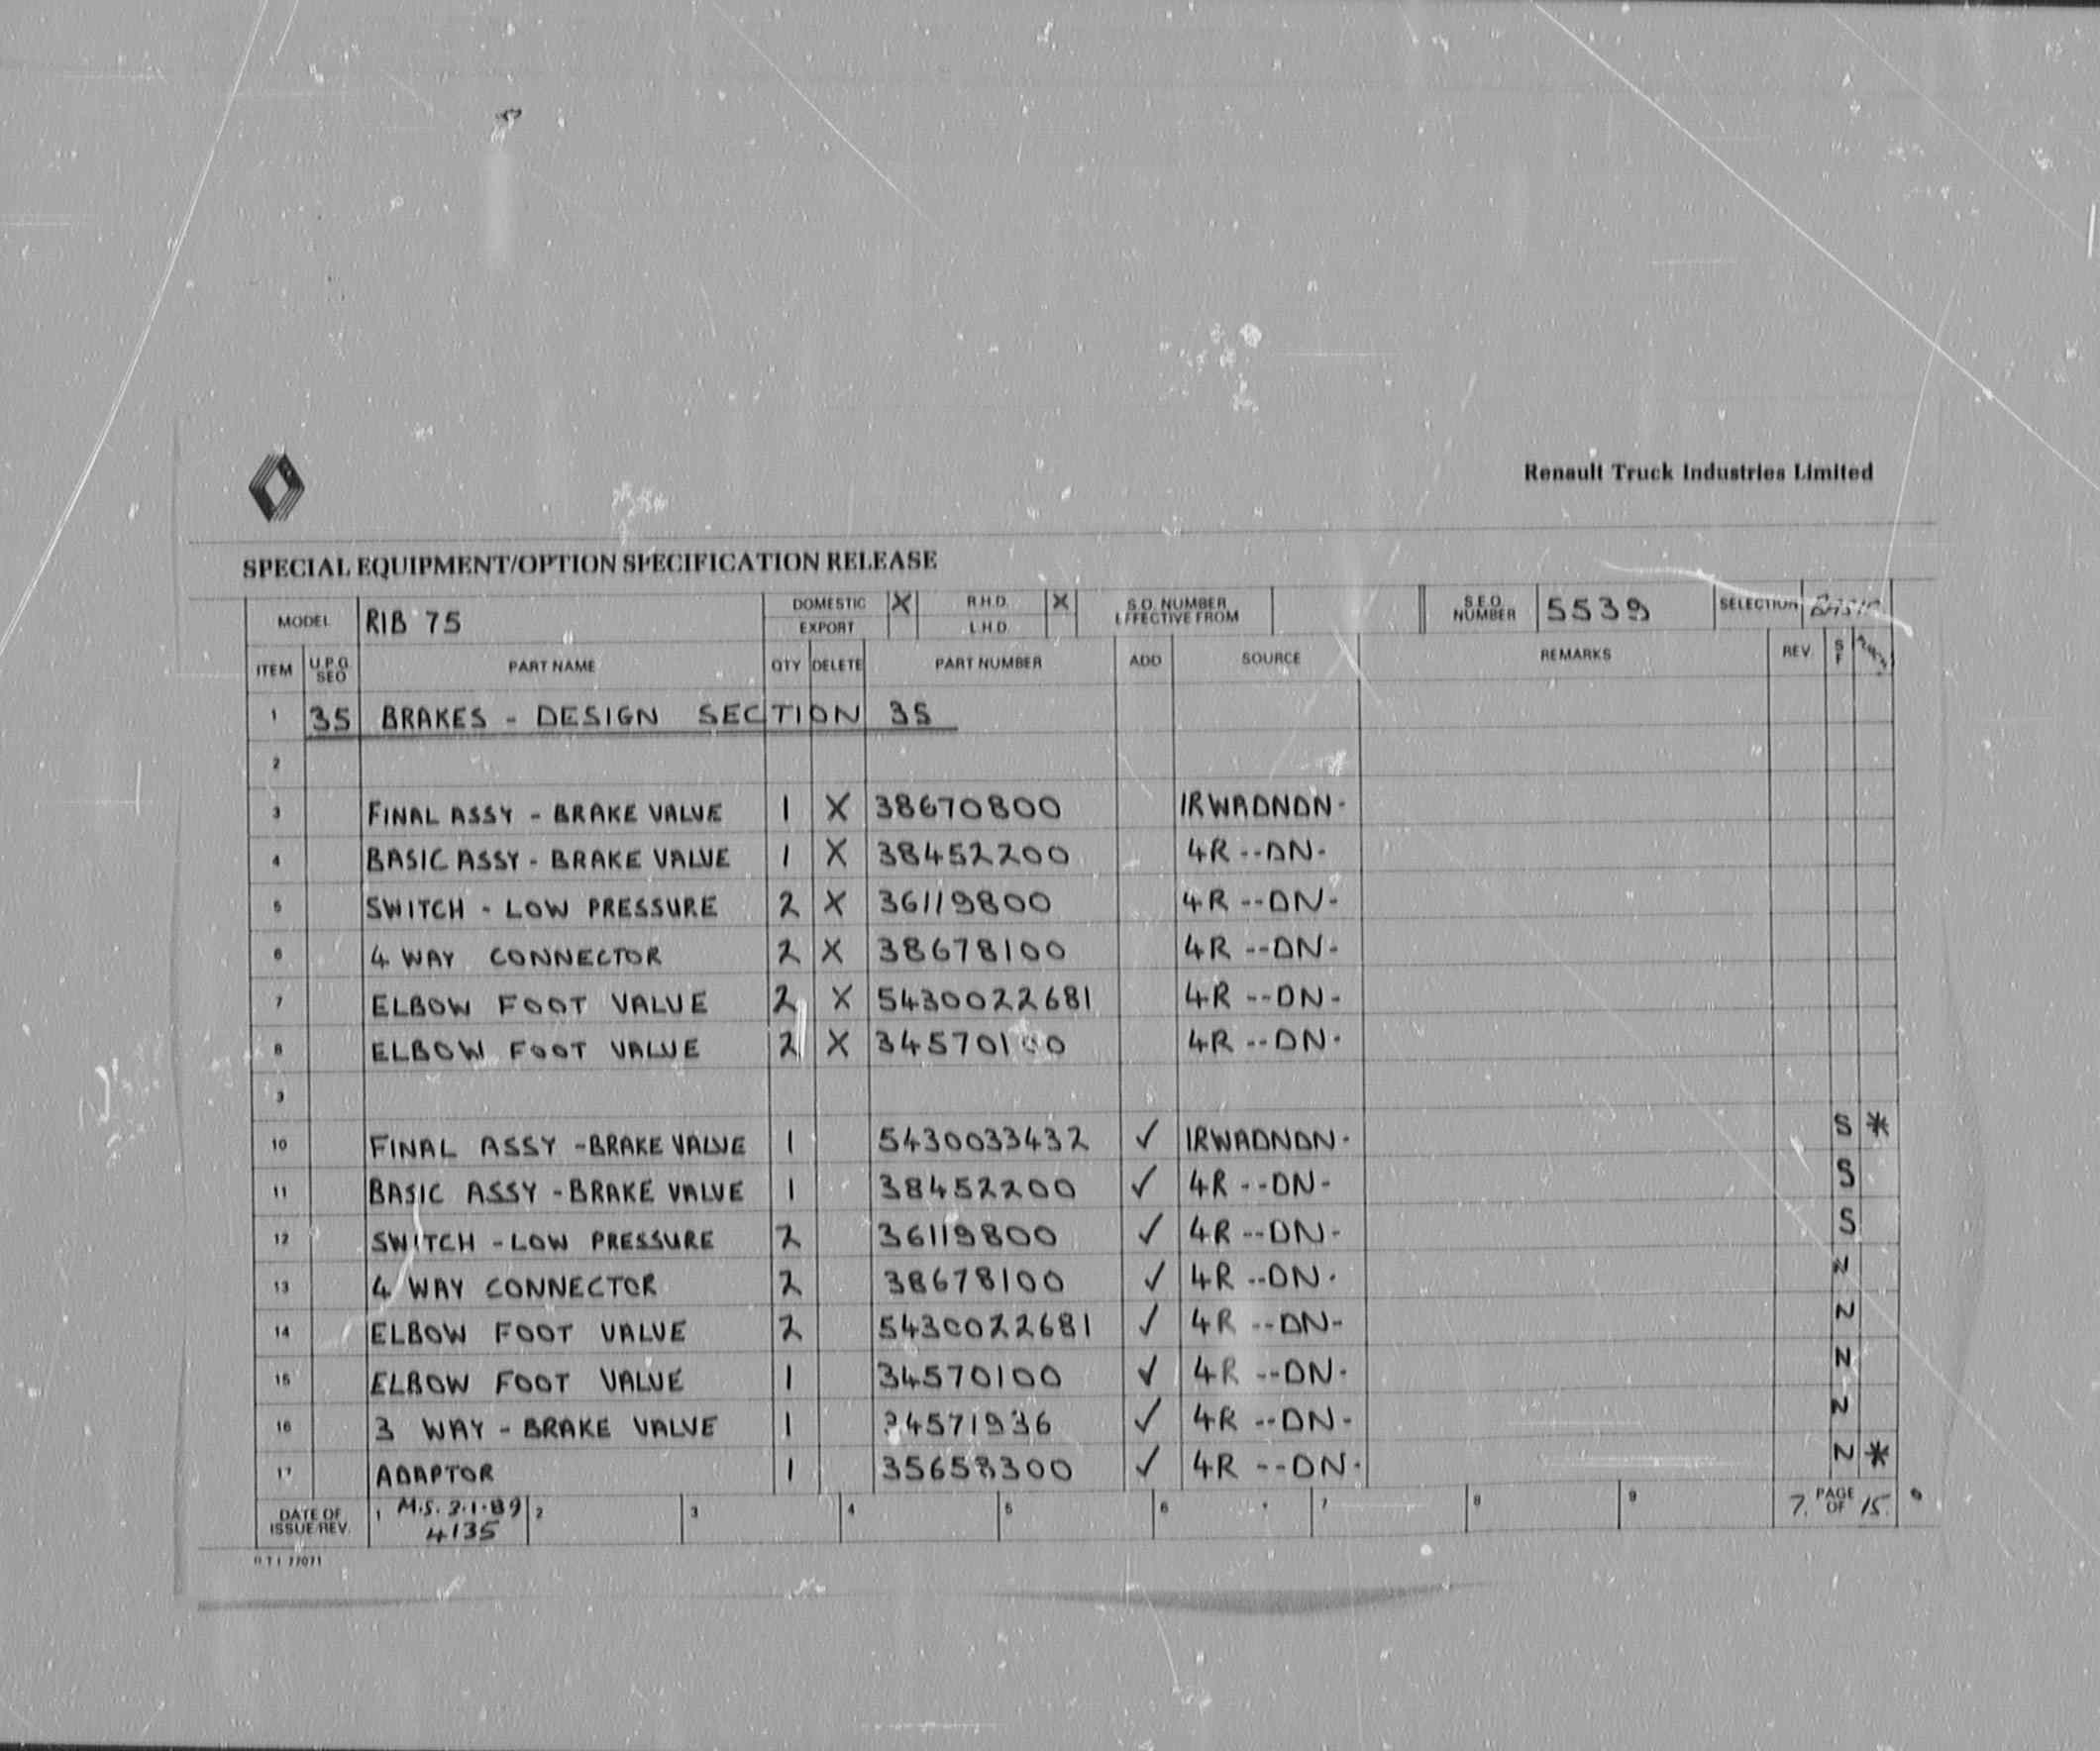 Renault Truck Industries Limited
SPECIAL EQUIPMENT/OPTION SPECIFICATION RELEASE
MODEL RIB 75 DOMESTIC X R.H.D. X S.O. NUMBER EFFECTIVE FROM S.E.O. NUMBER 5539 SELECTION BASIC
EXPORT L.H.D.
ITEM U.P.G. SEO PART NAME QTY DELETE PART NUMBER ADD SOURCE REMARKS REV. S F
1 35 BRAKES - DESIGN SECTION 35
2
3 FINAL ASSY - BRAKE VALVE 1 X 38670800 IRWADNDN-
4 BASIC ASSY - BRAKE VALVE 1 X 38452200 4R--DN-
5 SWITCH - LOW PRESSURE 2 X 36119800 4R--DN-
6 4 WAY CONNECTOR 2 X 38678100 4R--DN-
7 ELBOW FOOT VALVE 2 X 5430022681 4R--DN-
8 ELBOW FOOT VALVE 2 X 34570100 4R--DN-
9
10 FINAL ASSY - BRAKE VALVE 1 5430033432 ✓ IRWADNDN- S *
11 BASIC ASSY - BRAKE VALVE 1 38452200 ✓ 4R--DN- S
12 SWITCH - LOW PRESSURE 2 36119800 ✓ 4R--DN- S
13 4 WAY CONNECTOR 2 38678100 ✓ 4R--DN- N
14 ELBOW FOOT VALVE 2 5430022681 ✓ 4R--DN- N
15 ELBOW FOOT VALVE 1 34570100 ✓ 4R--DN- N
16 3 WAY - BRAKE VALVE 1 ✓ 4R--DN- N
17 ADAPTOR 1 35658300 ✓ 4R--DN- N *
DATE OF ISSUE/REV. 1 M.S. 3.1.89 2 3 4 5 6 7 8 9 7. PAGE OF 15.
4135
R T I 77071